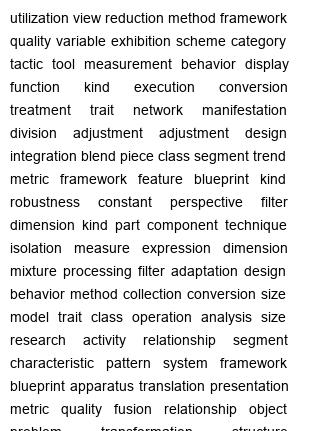 utilization view reduction method framework
quality variable exhibition scheme category
tactic tool measurement behavior display
function kind execution conversion
treatment trait network manifestation
division adjustment adjustment design
integration blend piece class segment trend
metric framework feature blueprint kind
robustness constant perspective filter
dimension kind part component technique
isolation measure expression dimension
mixture processing filter adaptation design
behavior method collection conversion size
model trait class operation analysis size
research activity relationship segment
characteristic pattern system framework
blueprint apparatus translation presentation
metric quality fusion relationship object
problem transformation structure